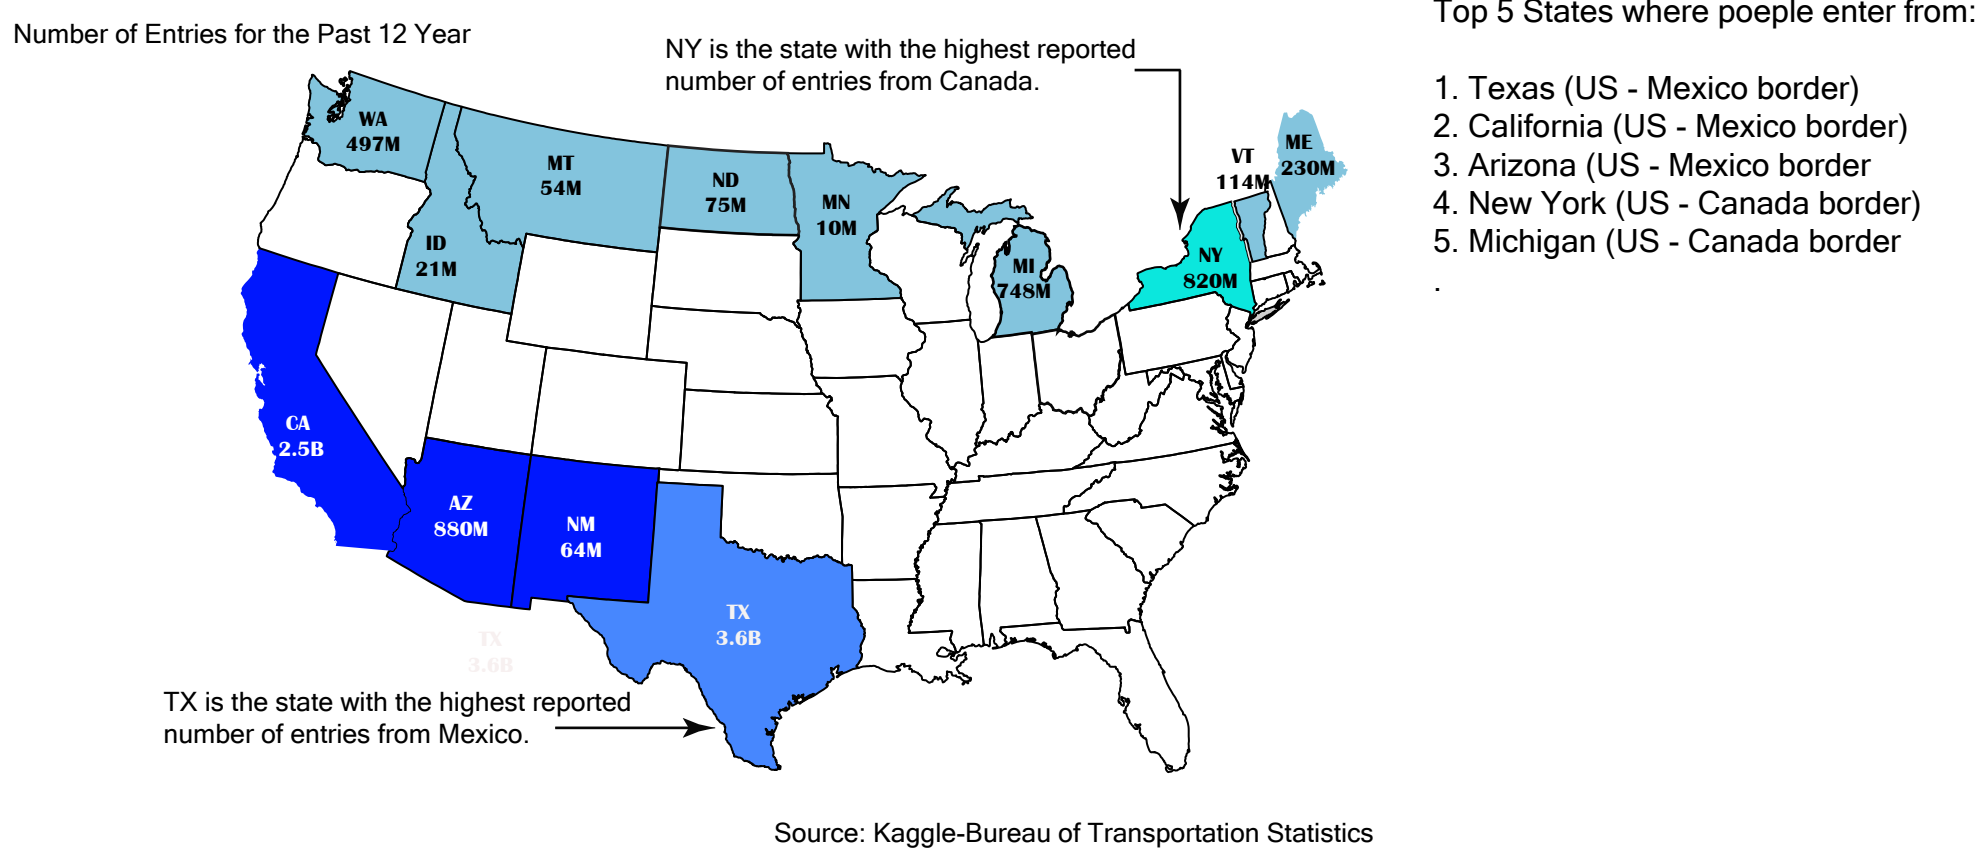 Top 5 States where poeple enter from:
Number of Entries for the Past 12 Year
NY is the state with the highest reported
number of entries from Canada.
1. Texas (US - Mexico border)
2. California (US - Mexico border)
3. Arizona (US - Mexico border
4. New York (US - Canada border)
5. Michigan (US - Canada border
.
WA
497M
MT
54M
ND
75M
MN
10M
ID
21M
MI
748M
NY
820M
VT
114M
ME
230M
CA
2.5B
AZ
880M
NM
64M
TX
3.6B
TX
3.6B
TX is the state with the highest reported
number of entries from Mexico.
Source: Kaggle-Bureau of Transportation Statistics